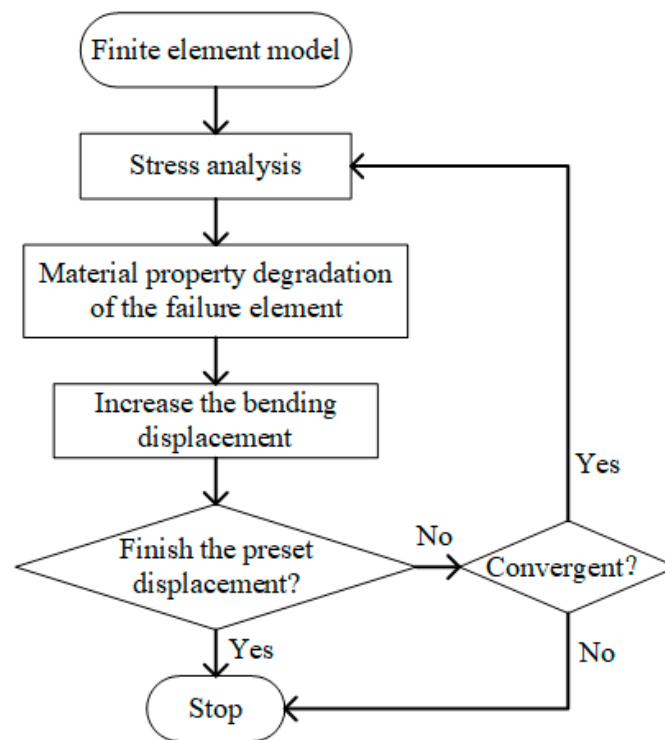 Finite element model
Stress analysis
Material property degradation
of the failure element
Increase the bending
displacement
Yes
Finish the preset
displacement?
No
Convergent?
Yes
No
Stop